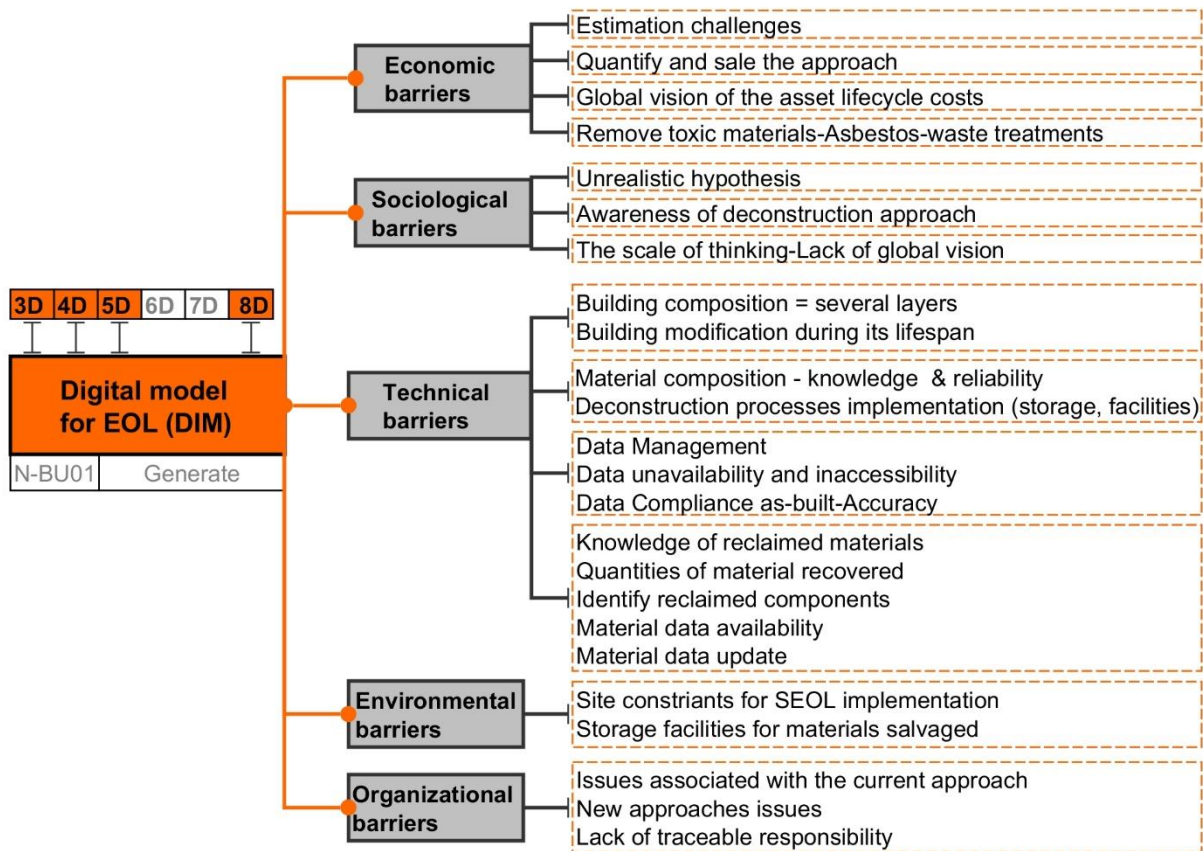 3D 4D 5D 6D 7D 8D
Digital model
for EOL (DIM)
N-BU01 Generate
Economic
barriers
Estimation challenges
Quantify and sale the approach
Global vision of the asset lifecycle costs
Remove toxic materials-Asbestos-waste treatments
Sociological
barriers
Unrealistic hypothesis
Awareness of deconstruction approach
The scale of thinking-Lack of global vision
Technical
barriers
Building composition = several layers
Building modification during its lifespan
Material composition - knowledge & reliability
Deconstruction processes implementation (storage, facilities)
Data Management
Data unavailability and inaccessibility
Data Compliance as-built-Accuracy
Knowledge of reclaimed materials
Quantities of material recovered
Identify reclaimed components
Material data availability
Material data update
Environmental
barriers
Site constriants for SEOL implementation
Storage facilities for materials salvaged
Organizational
barriers
Issues associated with the current approach
New approaches issues
Lack of traceable responsibility